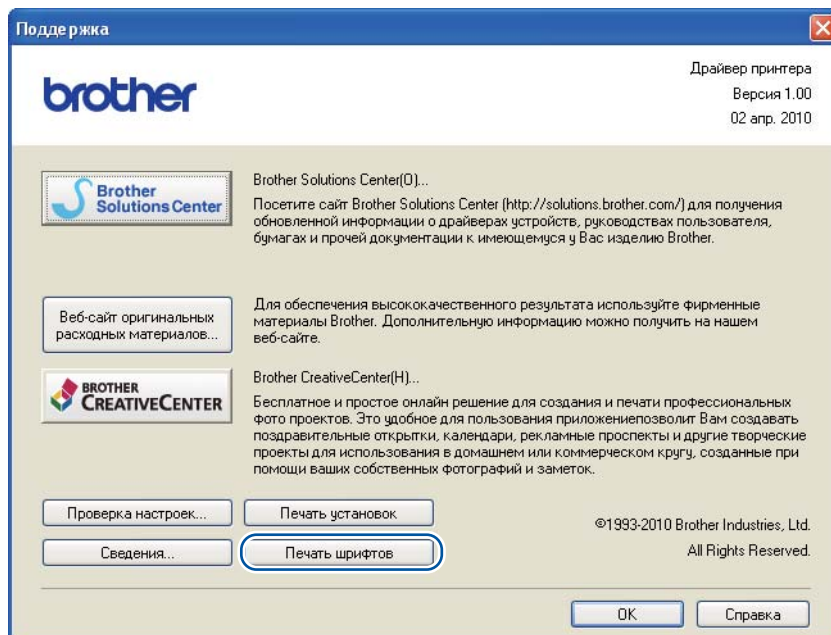 Поддержка
brother
Драйвер принтера
Версия 1.00
02 апр. 2010
Brother
Solutions Center
Brother Solutions Center(O)...
Посетите сайт Brother Solutions Center (http://solutions.brother.com/) для получения
обновленной информации о драйверах устройств, руководствах пользователя,
бумагах и прочей документации к имеющемуся у Вас изделию Brother.
Веб-сайт оригинальных
расходных материалов...
Для обеспечения высококачественного результата используйте фирменные
материалы Brother. Дополнительную информацию можно получить на нашем
веб-сайте.
BROTHER
CREATIVECENTER
Brother CreativeCenter(H)...
Бесплатное и простое онлайн решение для создания и печати профессиональных
фото проектов. Это удобное для пользования приложениепозволит Вам создавать
поздравительные открытки, календари, рекламные проспекты и другие творческие
проекты для использования в домашнем или коммерческом кругу, созданные при
помощи ваших собственных фотографий и заметок.
Проверка настроек...
Печать установок
Сведения...
Печать шрифтов
©1993-2010 Brother Industries, Ltd.
All Rights Reserved.
OK
Справка